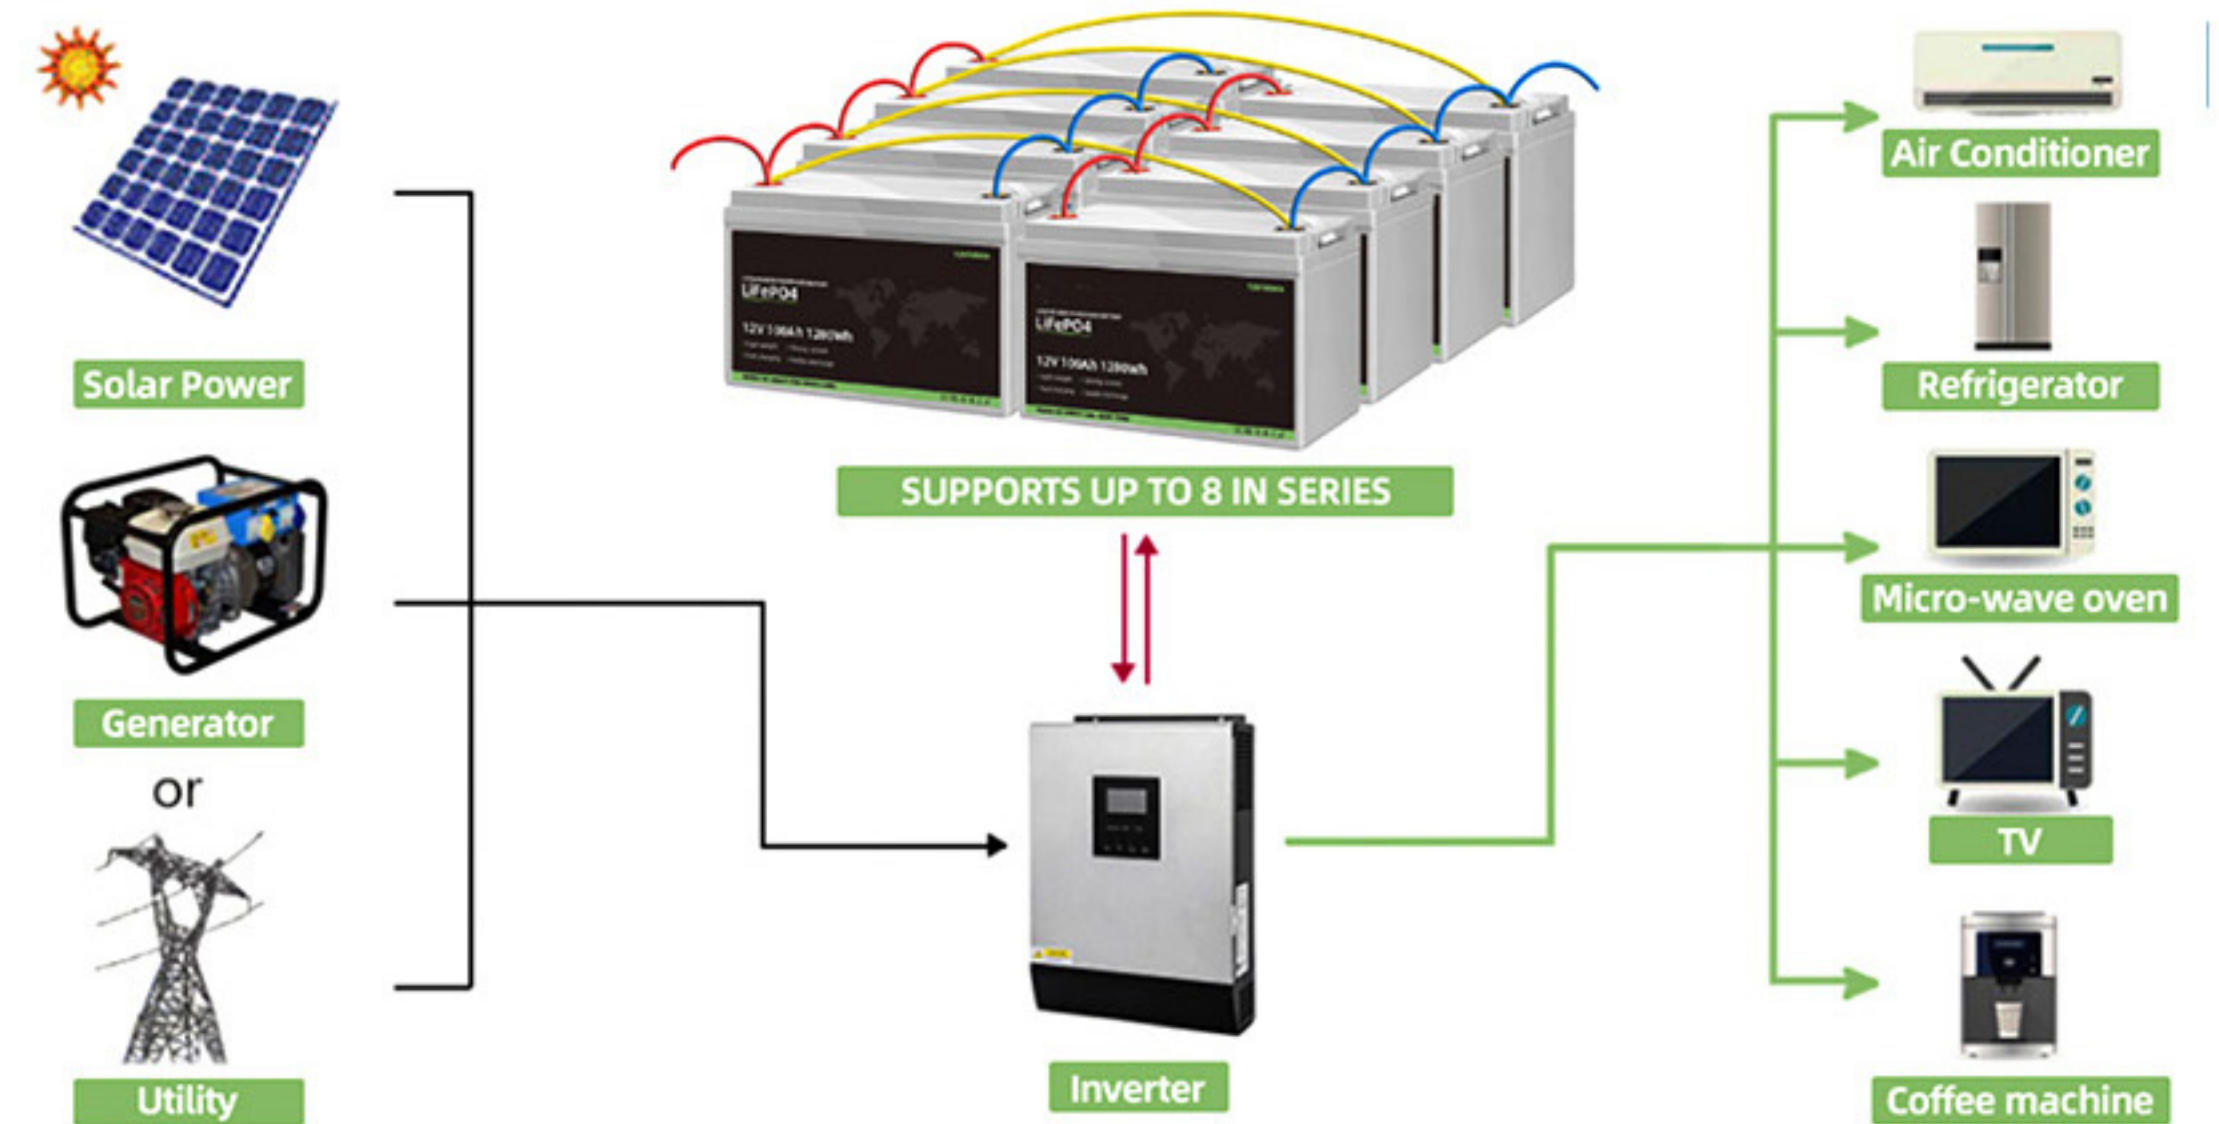 Solar Power
Generator
or
Utility
LiFePO4
12V 100Ah 1280Wh
LiFePO4
12V 100Ah 1280Wh
SUPPORTS UP TO 8 IN SERIES
Inverter
Air Conditioner
Refrigerator
Micro-wave oven
TV
Coffee machine